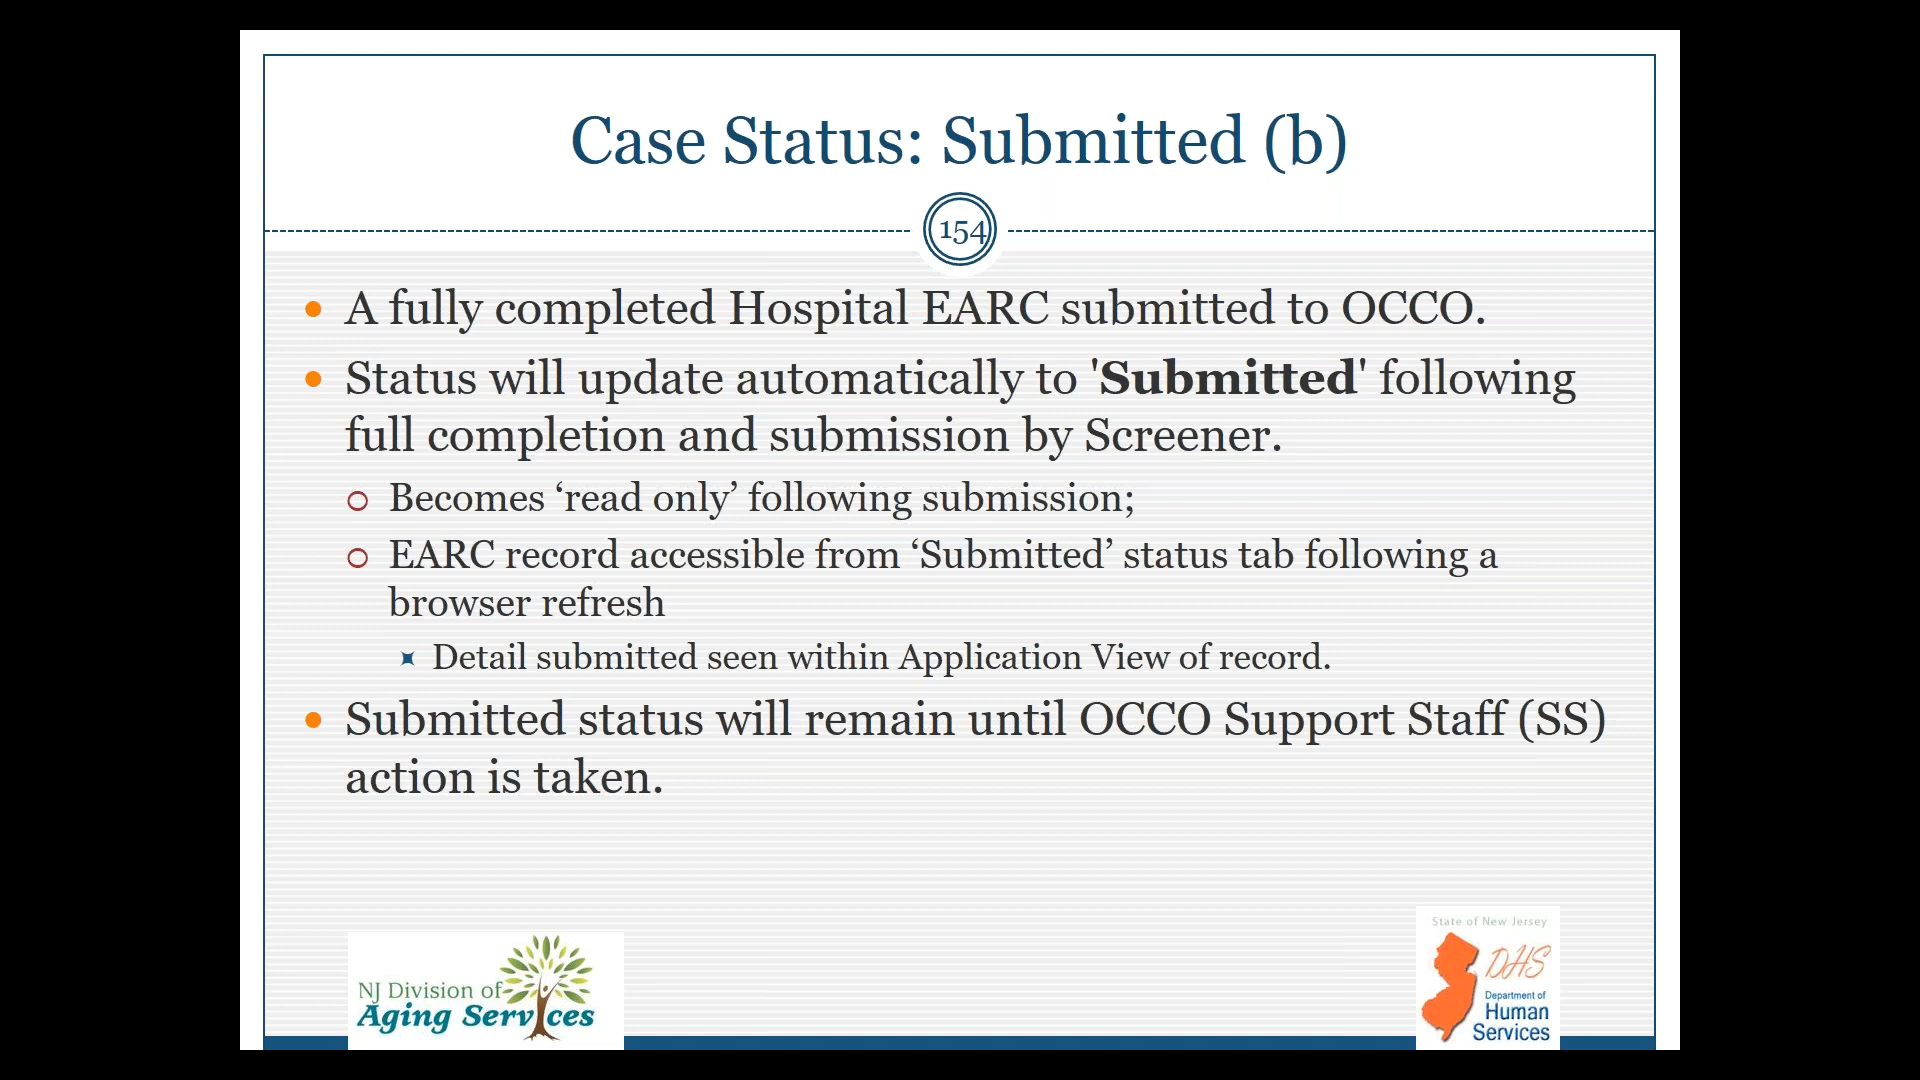 Case Status: Submitted (b)
154
A fully completed Hospital EARC submitted to OCCO.
Status will update automatically to 'Submitted' following
full completion and submission by Screener.
Becomes ‘read only’ following submission;
EARC record accessible from ‘Submitted’ status tab following a
browser refresh
Detail submitted seen within Application View of record.
Submitted status will remain until OCCO Support Staff (SS)
action is taken.
NJ Division of
Aging Services
State of New Jersey
DHS
Department of
Human
Services